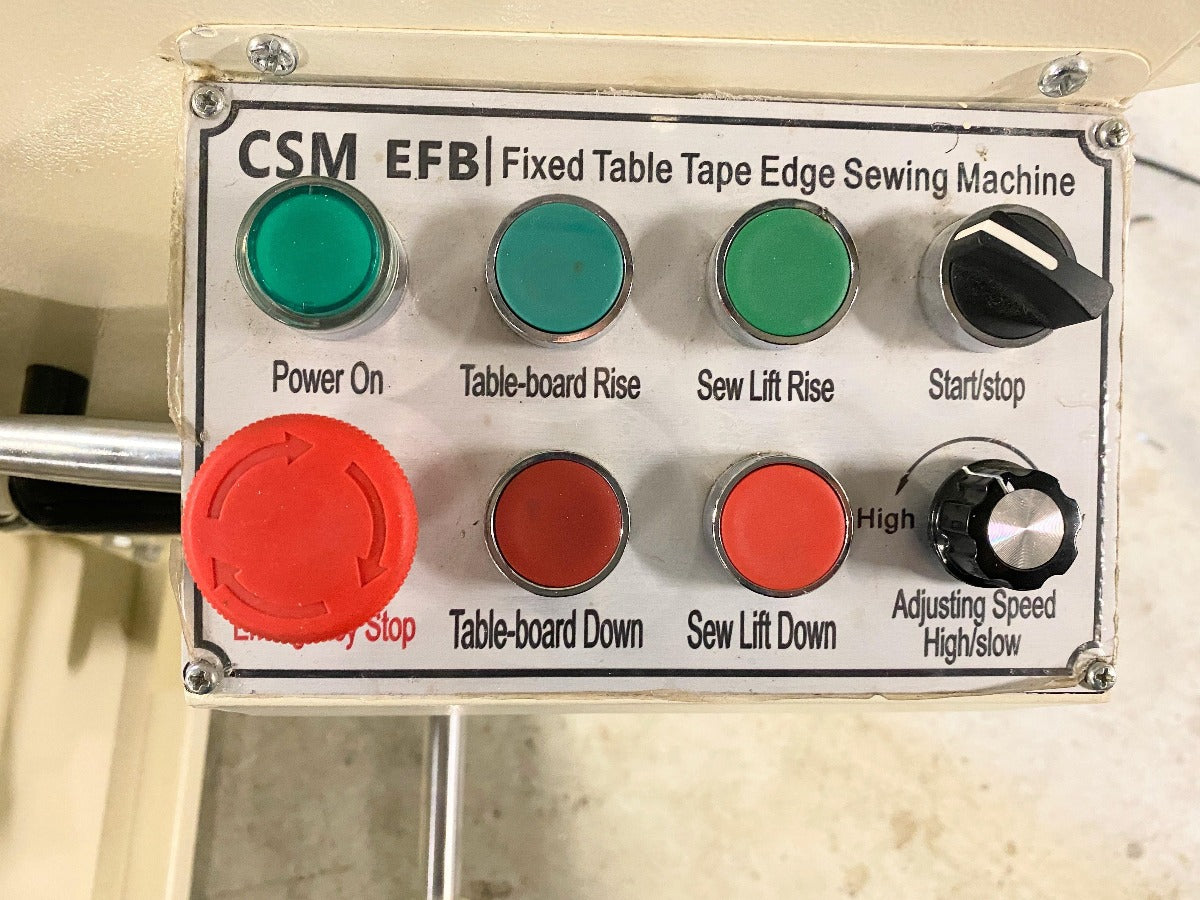 CSM EFB| Fixed Table Tape Edge Sewing Machine
Power On
Table-board Rise
Sew Lift Rise
Start/stop
High
Emergency Stop
Table-board Down
Sew Lift Down
Adjusting Speed
High/slow